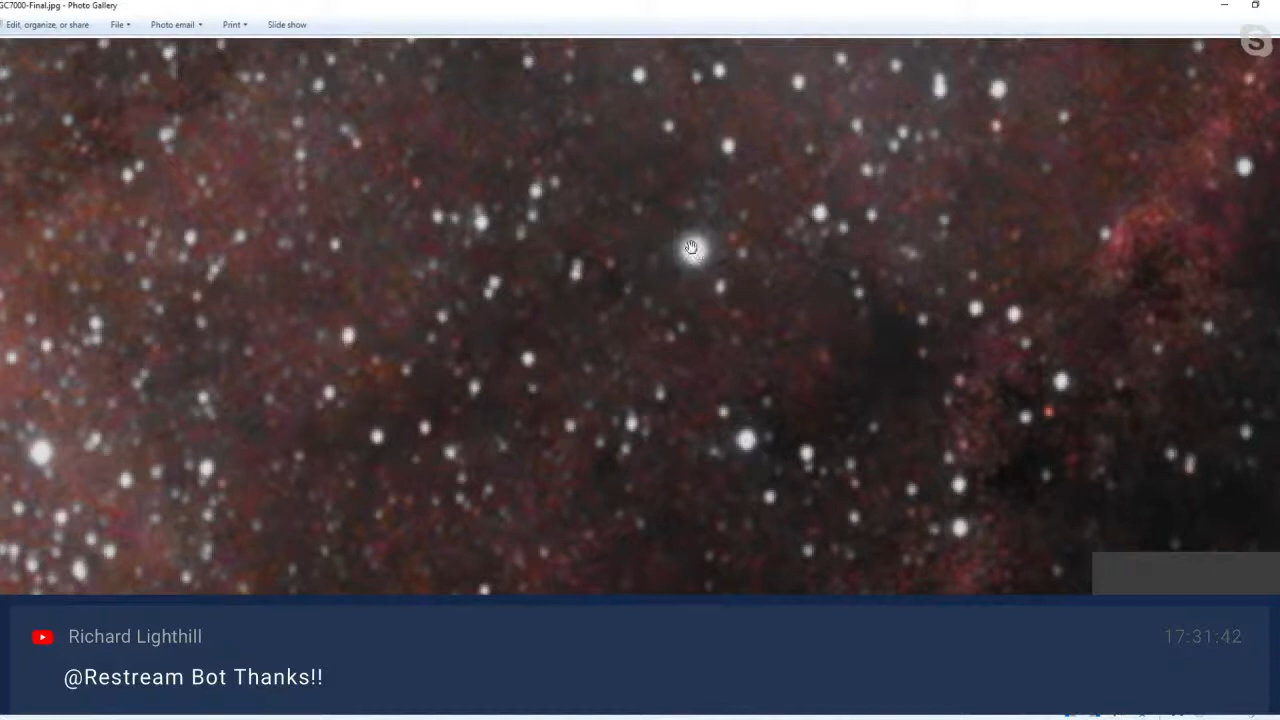 GC7000-Final.jpg - Photo Gallery
Edit, organize, or share File Photo email Print Slide show
S
Richard Lighthill 17:31:42
@Restream Bot Thanks!!